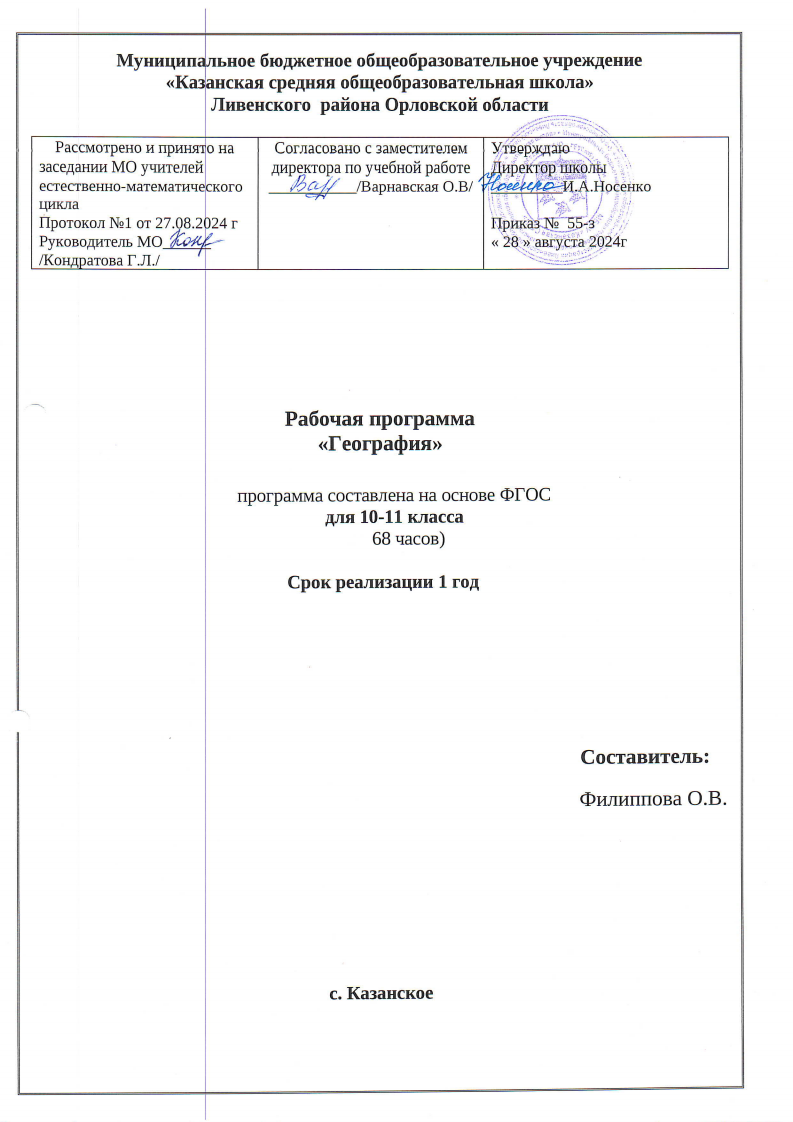 Муниципальное бюджетное общеобразовательное учреждение
«Казанская средняя общеобразовательная школа»
Ливенского района Орловской области
Рассмотрено и принято на
заседании МО учителей
естественно-математического
цикла
Протокол №1 от 27.08.2024 г
Руководитель МО______
/Кондратова Г.Л./
Согласовано с заместителем
директора по учебной работе
___________/Варнавская О.В/
Утверждаю
Директор школы
_________И.А.Носенко
Приказ № 55-з
« 28 » августа 2024г
Рабочая программа
«География»
программа составлена на основе ФГОС
для 10-11 класса
68 часов)
Срок реализации 1 год
Составитель:
Филиппова О.В.
с. Казанское